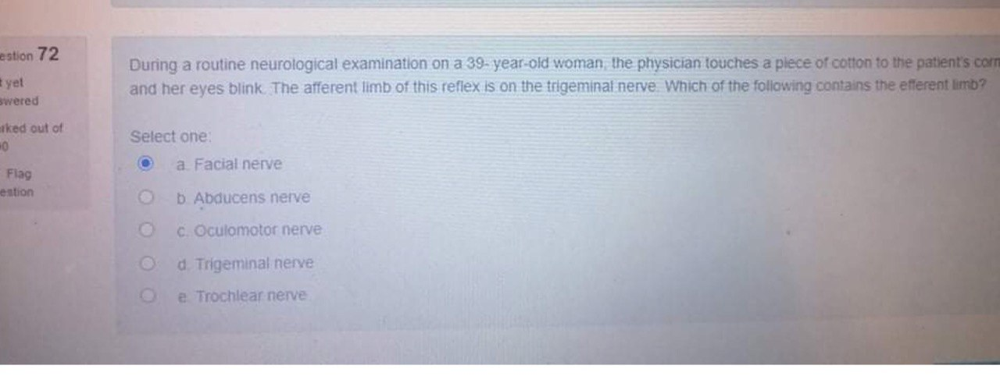 estion 72
t yet
swered
arked out of
00
Flag
estion
During a routine neurological examination on a 39- year-old woman, the physician touches a piece of cotton to the patient's corn
and her eyes blink. The afferent limb of this reflex is on the trigeminal nerve. Which of the following contains the efferent limb?
Select one:
a. Facial nerve
b. Abducens nerve
c. Oculomotor nerve
d. Trigeminal nerve
e. Trochlear nerve